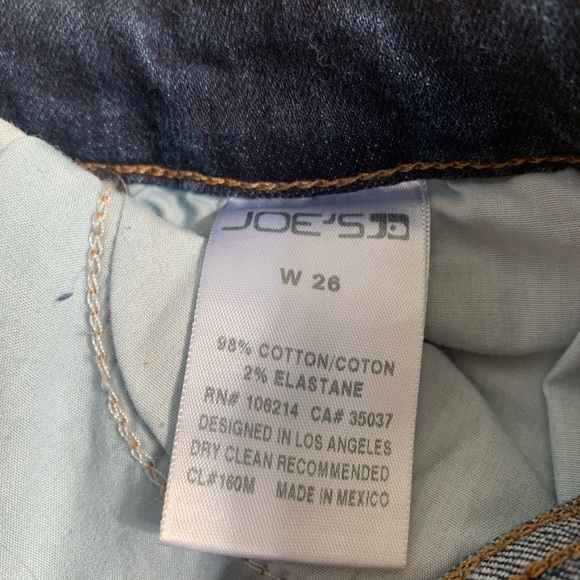 JOE'S
W 26
98% COTTON/COTON
2% ELASTANE
RN# 106214 CA# 35037
DESIGNED IN LOS ANGELES
DRY CLEAN RECOMMENDED
CL#160M MADE IN MEXICO